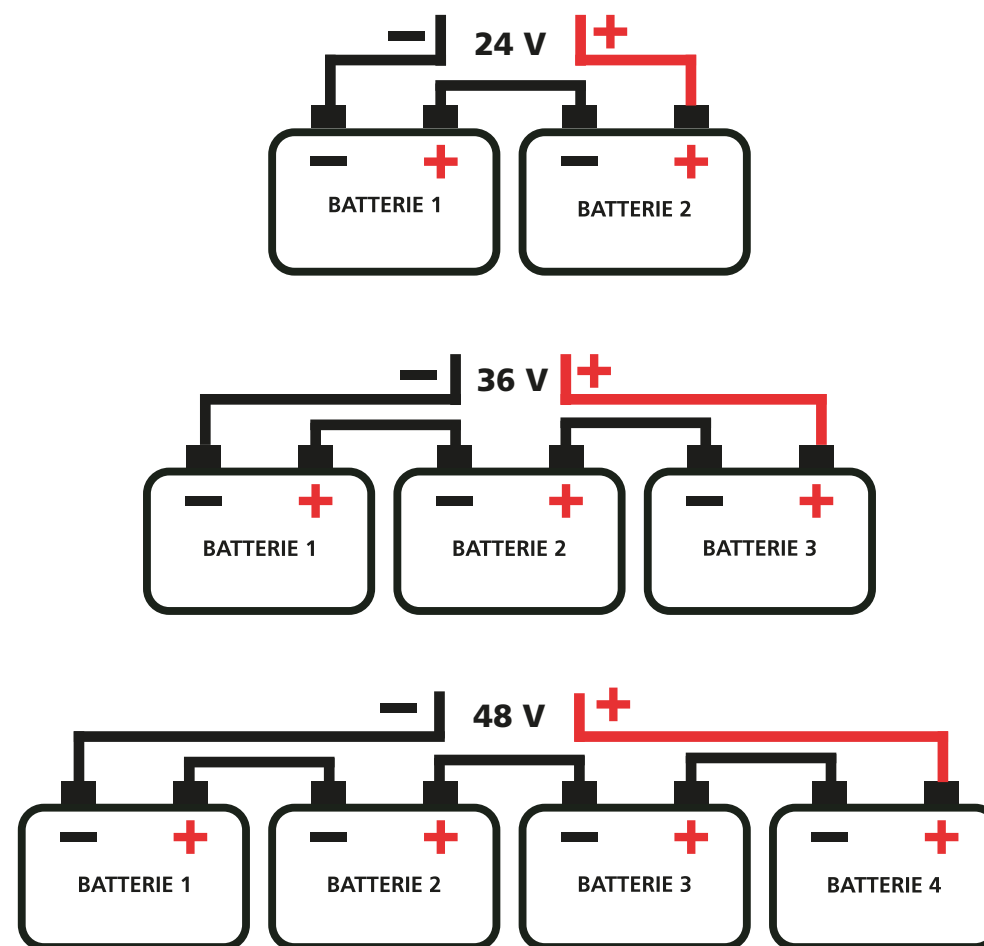 − 24 V +
− + − +
BATTERIE 1 BATTERIE 2
− 36 V +
− + − + − +
BATTERIE 1 BATTERIE 2 BATTERIE 3
− 48 V +
− + − + − + − +
BATTERIE 1 BATTERIE 2 BATTERIE 3 BATTERIE 4